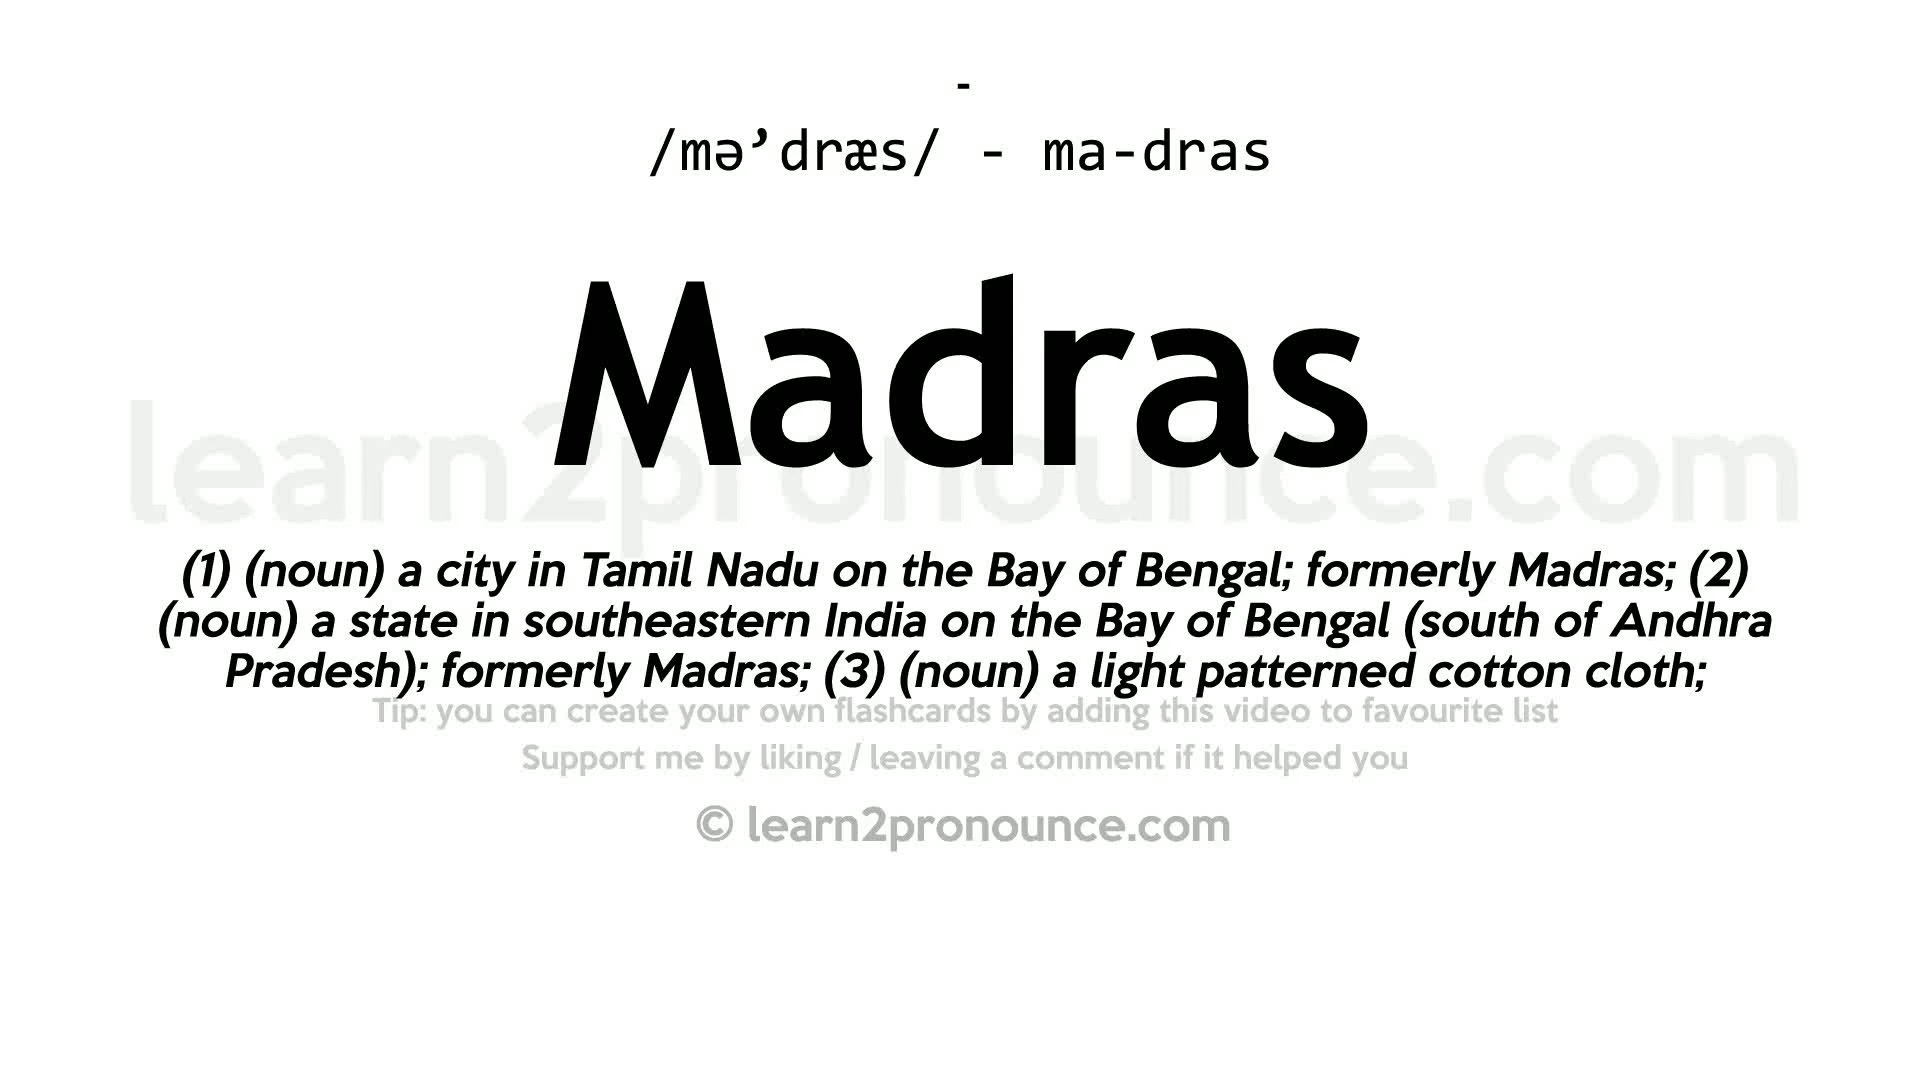 -
/mə’dræs/ - ma-dras
Madras
learn2pronounce.com
(1) (noun) a city in Tamil Nadu on the Bay of Bengal; formerly Madras; (2)
(noun) a state in southeastern India on the Bay of Bengal (south of Andhra
Pradesh); formerly Madras; (3) (noun) a light patterned cotton cloth;
Tip: you can create your own flashcards by adding this video to favourite list
Support me by liking / leaving a comment if it helped you
© learn2pronounce.com